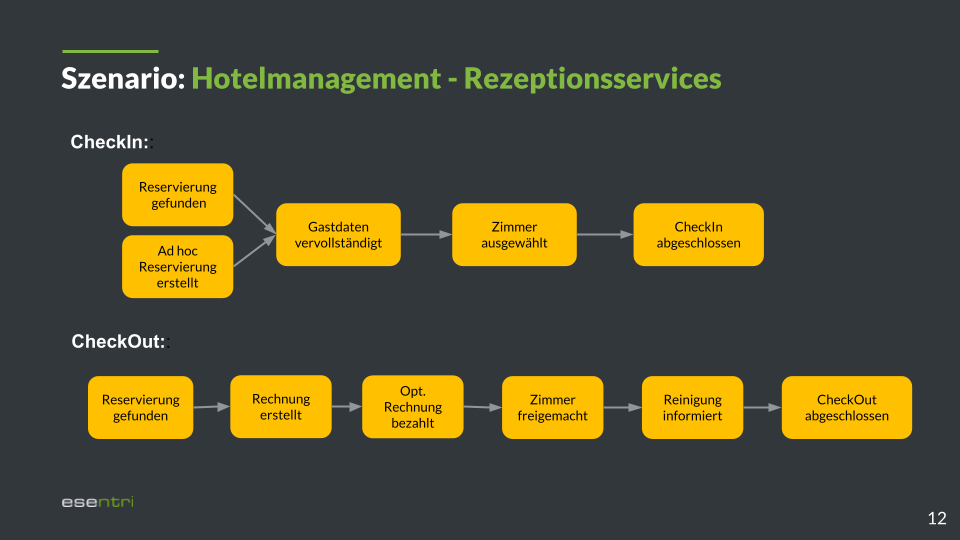 Szenario: Hotelmanagement - Rezeptionsservices
CheckIn::
Reservierung
gefunden
Ad hoc
Reservierung
erstellt
Gastdaten
vervollständigt
Zimmer
ausgewählt
CheckIn
abgeschlossen
CheckOut::
Reservierung
gefunden
Rechnung
erstellt
Opt.
Rechnung
bezahlt
Zimmer
freigemacht
Reinigung
informiert
CheckOut
abgeschlossen
esentri
12